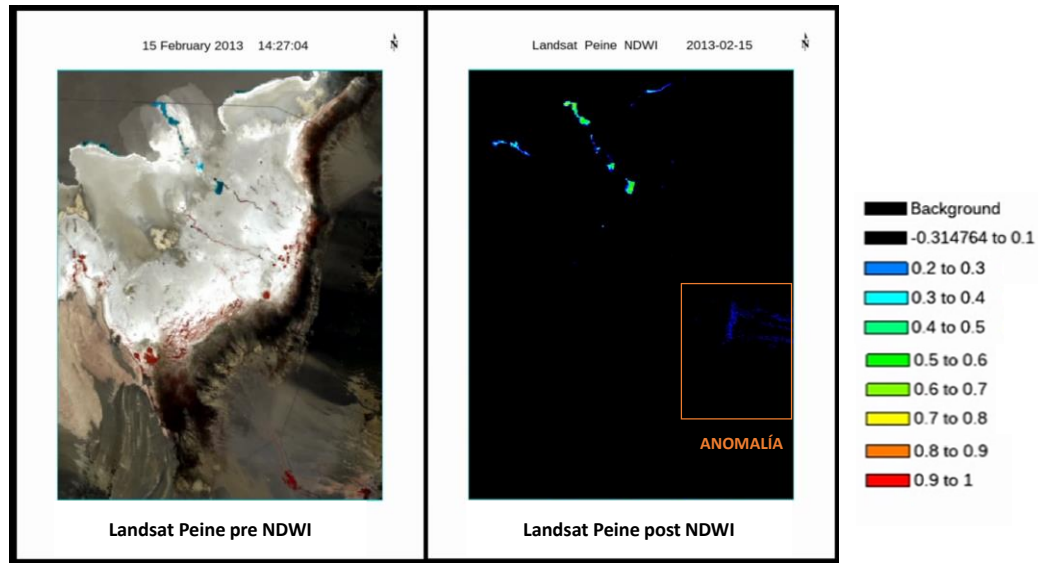 15 February 2013 14:27:04
N
Landsat Peine pre NDWI
Landsat Peine NDWI 2013-02-15
N
ANOMALÍA
Landsat Peine post NDWI
Background
-0.314764 to 0.1
0.2 to 0.3
0.3 to 0.4
0.4 to 0.5
0.5 to 0.6
0.6 to 0.7
0.7 to 0.8
0.8 to 0.9
0.9 to 1